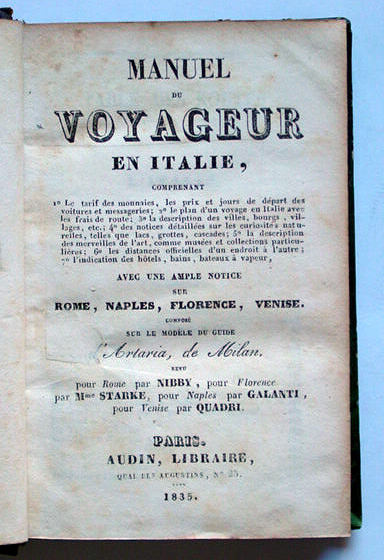 MANUEL
DU
VOYAGEUR
EN ITALIE,
COMPRENANT
1º Le tarif des monnaies, les prix et jours de départ des
voitures et messageries; 2º le plan d'un voyage en Italie avec
les frais de route; 3º la description des villes, bourgs, vil-
lages, etc.; 4º des notices détaillées sur les curiosités natu-
relles, telles que lacs, grottes, cascades; 5º la description
des merveilles de l'art, comme musées et collections particu-
lières; 6º les distances officielles d'un endroit à l'autre;
7º l'indication des hôtels, bains, bateaux à vapeur,
AVEC UNE AMPLE NOTICE
SUR
ROME, NAPLES, FLORENCE, VENISE.
COMPOSÉ
SUR LE MODÈLE DU GUIDE
d'Artaria, de Milan.
REVU
pour Rome par NIBBY, pour Florence
par Mme STARKE, pour Naples par GALANTI,
pour Venise par QUADRI.
PARIS.
AUDIN, LIBRAIRE,
QUAI DES AUGUSTINS, Nº 25.
1835.